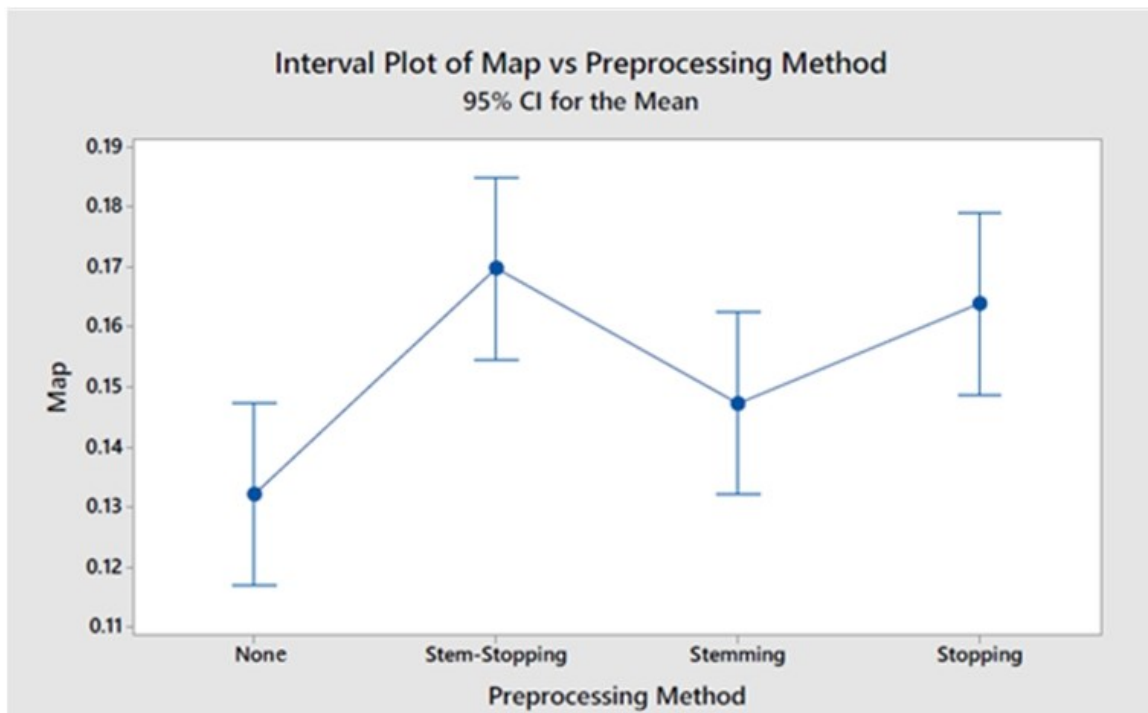 Interval Plot of Map vs Preprocessing Method
95% CI for the Mean
0.19
0.18
0.17
0.16
0.15
0.14
0.13
0.12
0.11
Map
None Stem-Stopping Stemming Stopping
Preprocessing Method